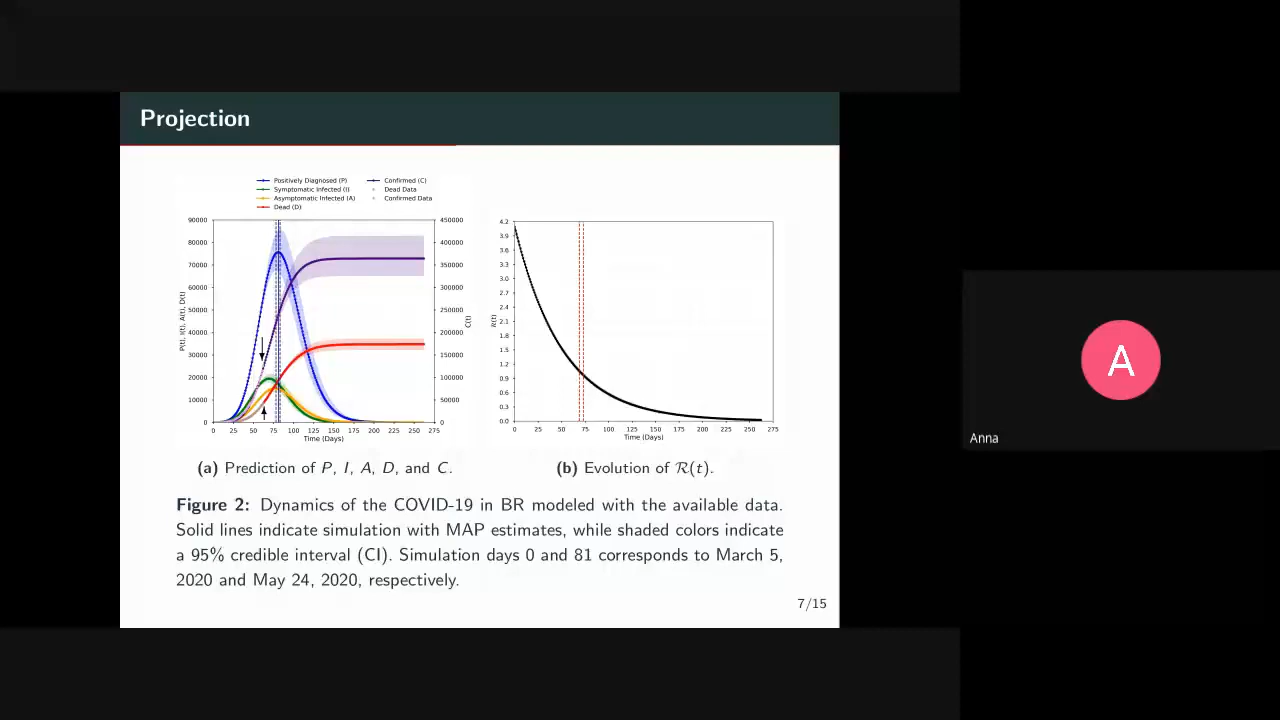 Projection
Positively Diagnosed (P)
Symptomatic Infected (I)
Asymptomatic Infected (A)
Dead (D)
Confirmed (C)
Dead Data
Confirmed Data
90000
80000
70000
60000
50000
40000
30000
20000
10000
0
P(t), I(t), A(t), D(t)
450000
400000
350000
300000
250000
200000
150000
100000
50000
0
C(t)
0 25 50 75 100 125 150 175 200 225 250 275
Time (Days)
4.2
3.9
3.6
3.3
3.0
2.7
2.4
2.1
1.8
1.5
1.2
0.9
0.6
0.3
0.0
R(t)
0 25 50 75 100 125 150 175 200 225 250 275
Time (Days)
(a) Prediction of P, I, A, D, and C.
(b) Evolution of R(t).
Figure 2: Dynamics of the COVID-19 in BR modeled with the available data.
Solid lines indicate simulation with MAP estimates, while shaded colors indicate
a 95% credible interval (CI). Simulation days 0 and 81 corresponds to March 5,
2020 and May 24, 2020, respectively.
7/15
A
Anna